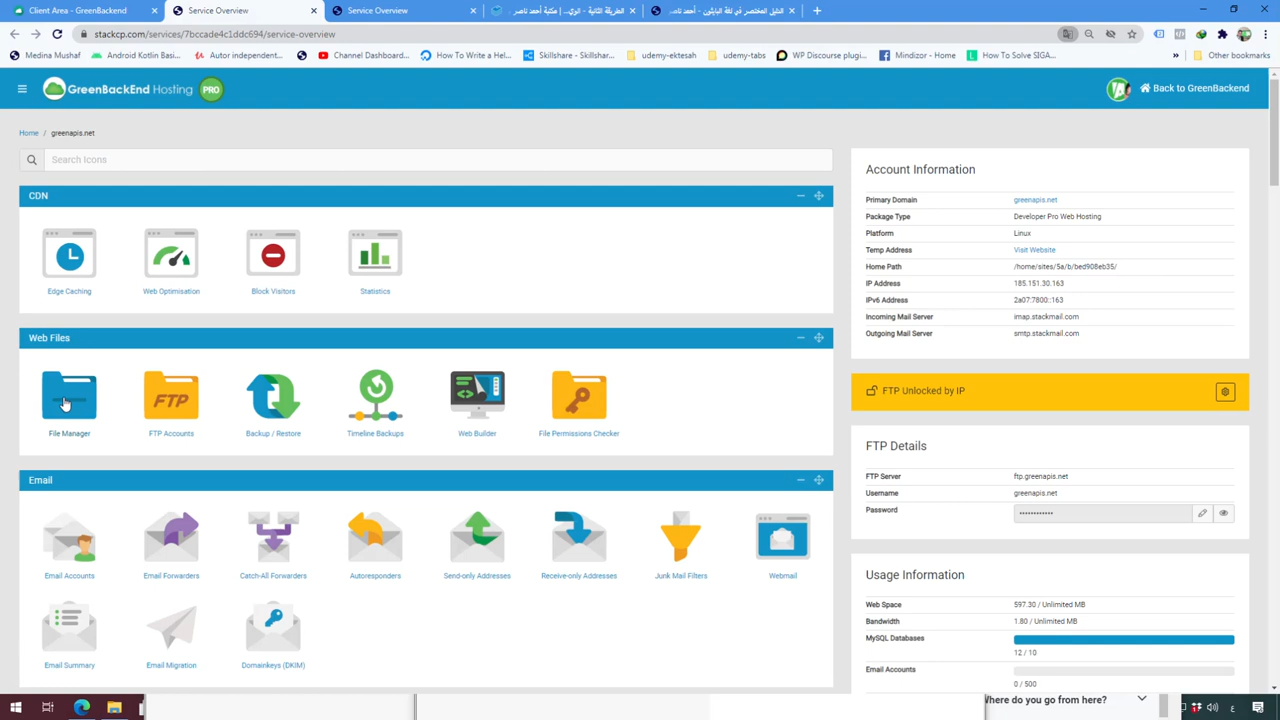 Client Area - GreenBackEND
Service Overview
Service Overview
الطريقة الثانية - الزي... | مكتبة أحمد ناصر
الدليل المختصر في لغة البايثون - أحمد ناصر
stackcp.com/services/7bccade4c1ddc694/service-overview
Medina Mushaf
Android Kotlin Basi...
Autor independent...
Channel Dashboard...
How To Write a Hel...
Skillshare - Skillshar...
udemy-ektesah
udemy-tabs
WP Discourse plugi...
Mindizor - Home
How To Solve SIGA...
»
Other bookmarks
GreenBackEnd Hosting PRO
Back to GreenBackend
Home / greenapis.net
Search Icons
CDN
Edge Caching
Web Optimisation
Block Visitors
Statistics
Web Files
FTP
File Manager
FTP Accounts
Backup / Restore
Timeline Backups
Web Builder
File Permissions Checker
Email
Email Accounts
Email Forwarders
Catch-All Forwarders
Autoresponders
Send-only Addresses
Receive-only Addresses
Junk Mail Filters
Webmail
Email Summary
Email Migration
Domainkeys (DKIM)
Account Information
Primary Domain greenapis.net
Package Type Developer Pro Web Hosting
Platform Linux
Temp Address Visit Website
Home Path /home/sites/5a/b/bed908eb35/
IP Address 185.151.30.163
IPv6 Address 2a07:7800::163
Incoming Mail Server imap.stackmail.com
Outgoing Mail Server smtp.stackmail.com
FTP Unlocked by IP
FTP Details
FTP Server ftp.greenapis.net
Username greenapis.net
Password ••••••••••••
Usage Information
Web Space 597.30 / Unlimited MB
Bandwidth 1.80 / Unlimited MB
MySQL Databases
12 / 10
Email Accounts
0 / 500
Where do you go from here?
ع